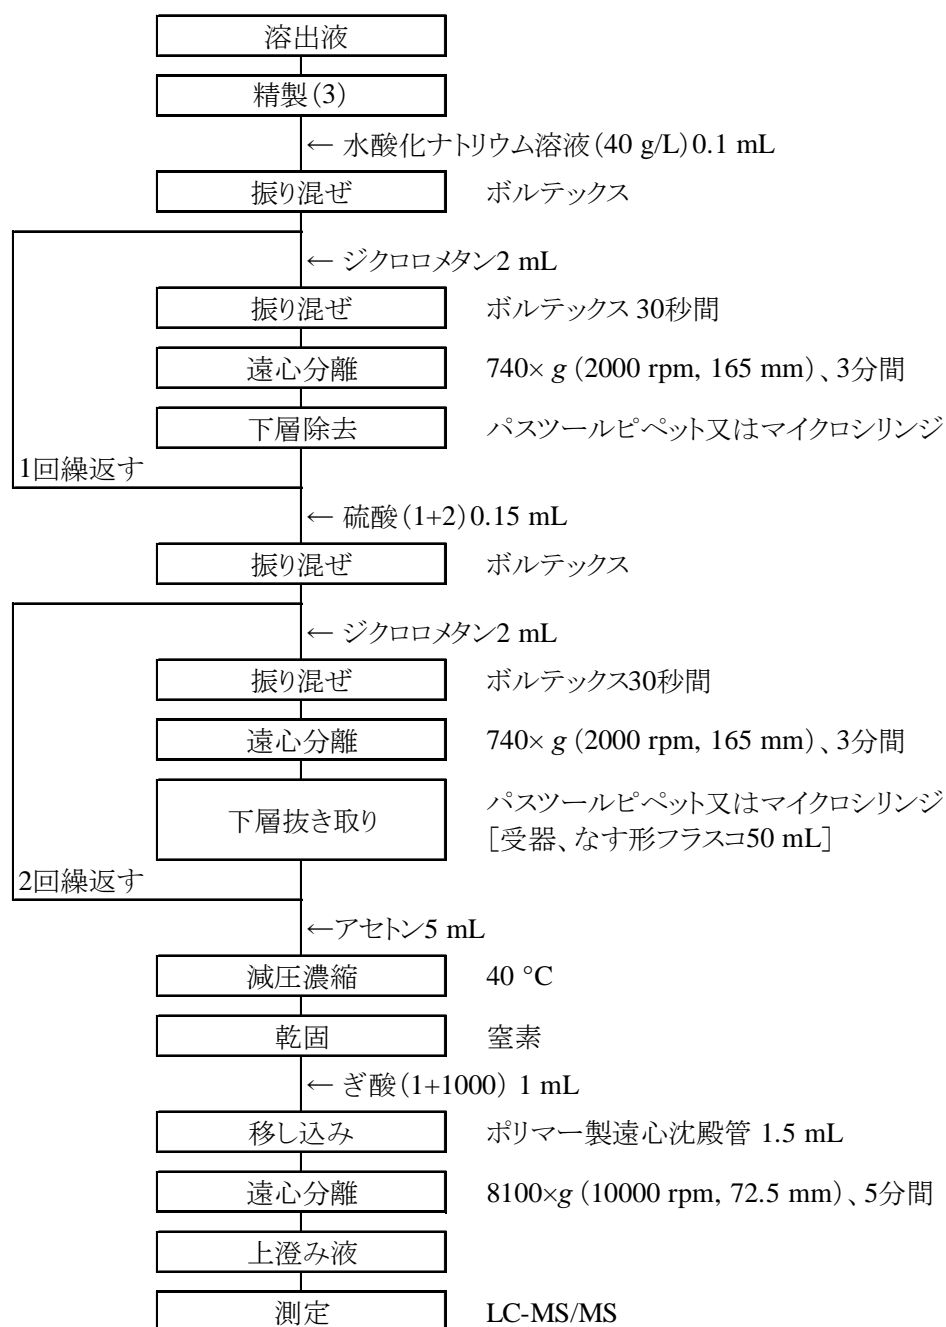 溶出液
精製(3)
← 水酸化ナトリウム溶液(40 g/L)0.1 mL
振り混ぜ ボルテックス
← ジクロロメタン2 mL
振り混ぜ ボルテックス 30秒間
遠心分離 740× g (2000 rpm, 165 mm)、3分間
下層除去 パスツールピペット又はマイクロシリンジ
1回繰返す
← 硫酸(1+2)0.15 mL
振り混ぜ ボルテックス
← ジクロロメタン2 mL
振り混ぜ ボルテックス30秒間
遠心分離 740× g (2000 rpm, 165 mm)、3分間
下層抜き取り パスツールピペット又はマイクロシリンジ
[受器、なす形フラスコ50 mL]
2回繰返す
←アセトン5 mL
減圧濃縮 40 °C
乾固 窒素
← ぎ酸(1+1000) 1 mL
移し込み ポリマー製遠心沈殿管 1.5 mL
遠心分離 8100×g (10000 rpm, 72.5 mm)、5分間
上澄み液
測定 LC-MS/MS